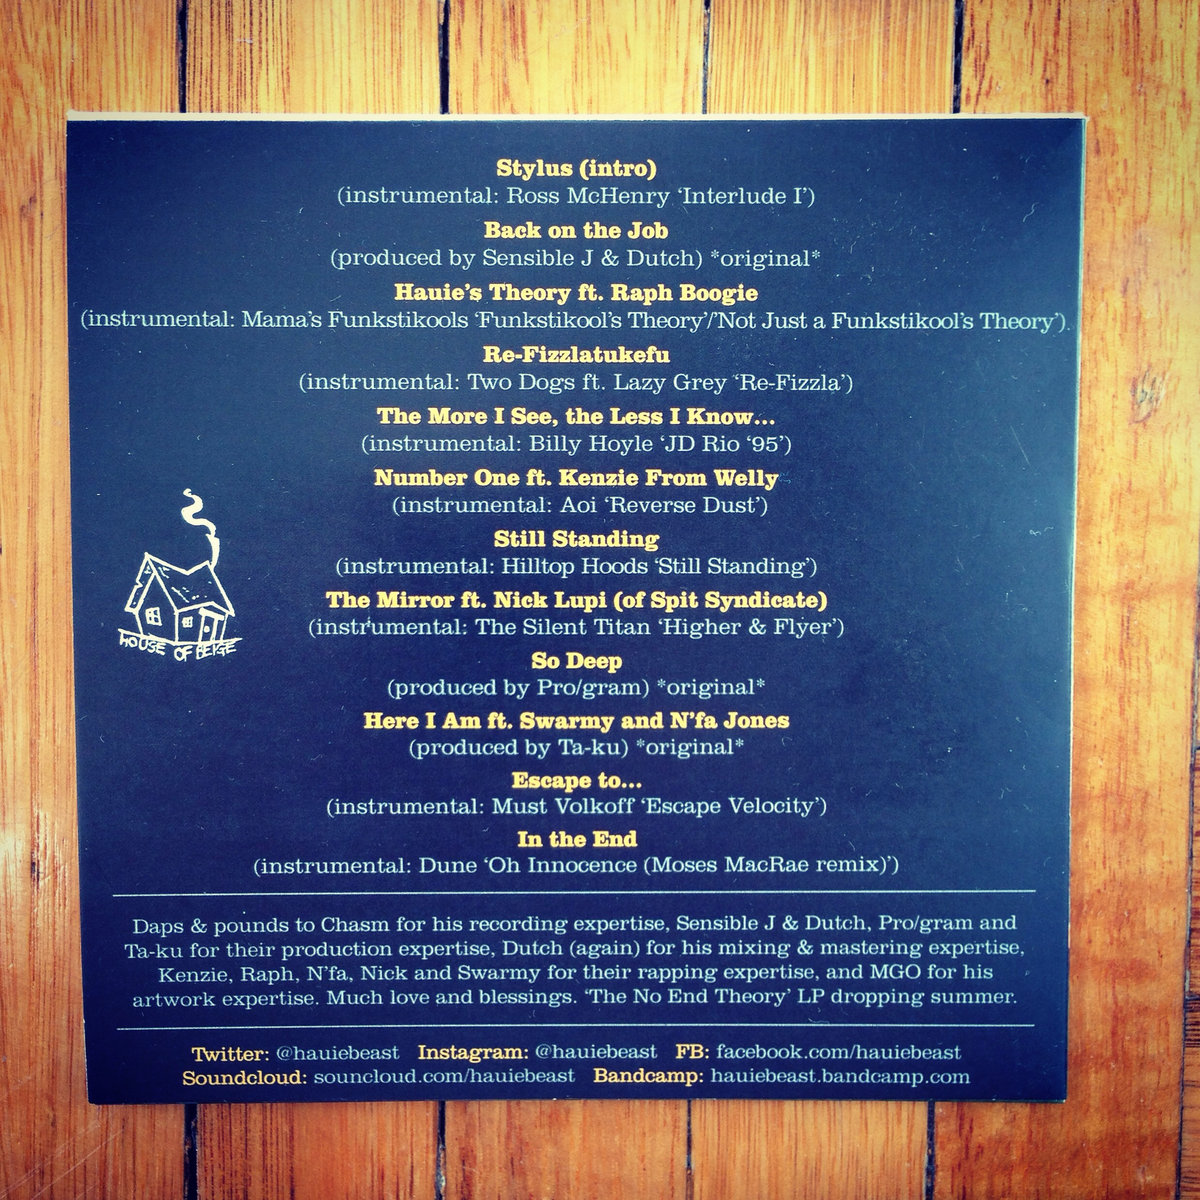 Stylus (intro)
(instrumental: Ross McHenry ‘Interlude I’)
Back on the Job
(produced by Sensible J & Dutch) *original*
Hauie’s Theory ft. Raph Boogie
(instrumental: Mama’s Funkstikools ‘Funkstikool’s Theory’/’Not Just a Funkstikool’s Theory’).
Re-Fizzlatukefu
(instrumental: Two Dogs ft. Lazy Grey ‘Re-Fizzla’)
The More I See, the Less I Know...
(instrumental: Billy Hoyle ‘JD Rio ‘95’)
Number One ft. Kenzie From Welly
(instrumental: Aoi ‘Reverse Dust’)
Still Standing
(instrumental: Hilltop Hoods ‘Still Standing’)
The Mirror ft. Nick Lupi (of Spit Syndicate)
(instrumental: The Silent Titan ‘Higher & Flyer’)
So Deep
(produced by Pro/gram) *original*
Here I Am ft. Swarmy and N’fa Jones
(produced by Ta-ku) *original*
Escape to...
(instrumental: Must Volkoff ‘Escape Velocity’)
In the End
(instrumental: Dune ‘Oh Innocence (Moses MacRae remix)’)
HOUSE OF BEIGE
Daps & pounds to Chasm for his recording expertise, Sensible J & Dutch, Pro/gram and
Ta-ku for their production expertise, Dutch (again) for his mixing & mastering expertise,
Kenzie, Raph, N’fa, Nick and Swarmy for their rapping expertise, and MGO for his
artwork expertise. Much love and blessings. ‘The No End Theory’ LP dropping summer.
Twitter: @hauiebeast Instagram: @hauiebeast FB: facebook.com/hauiebeast
Soundcloud: souncloud.com/hauiebeast Bandcamp: hauiebeast.bandcamp.com